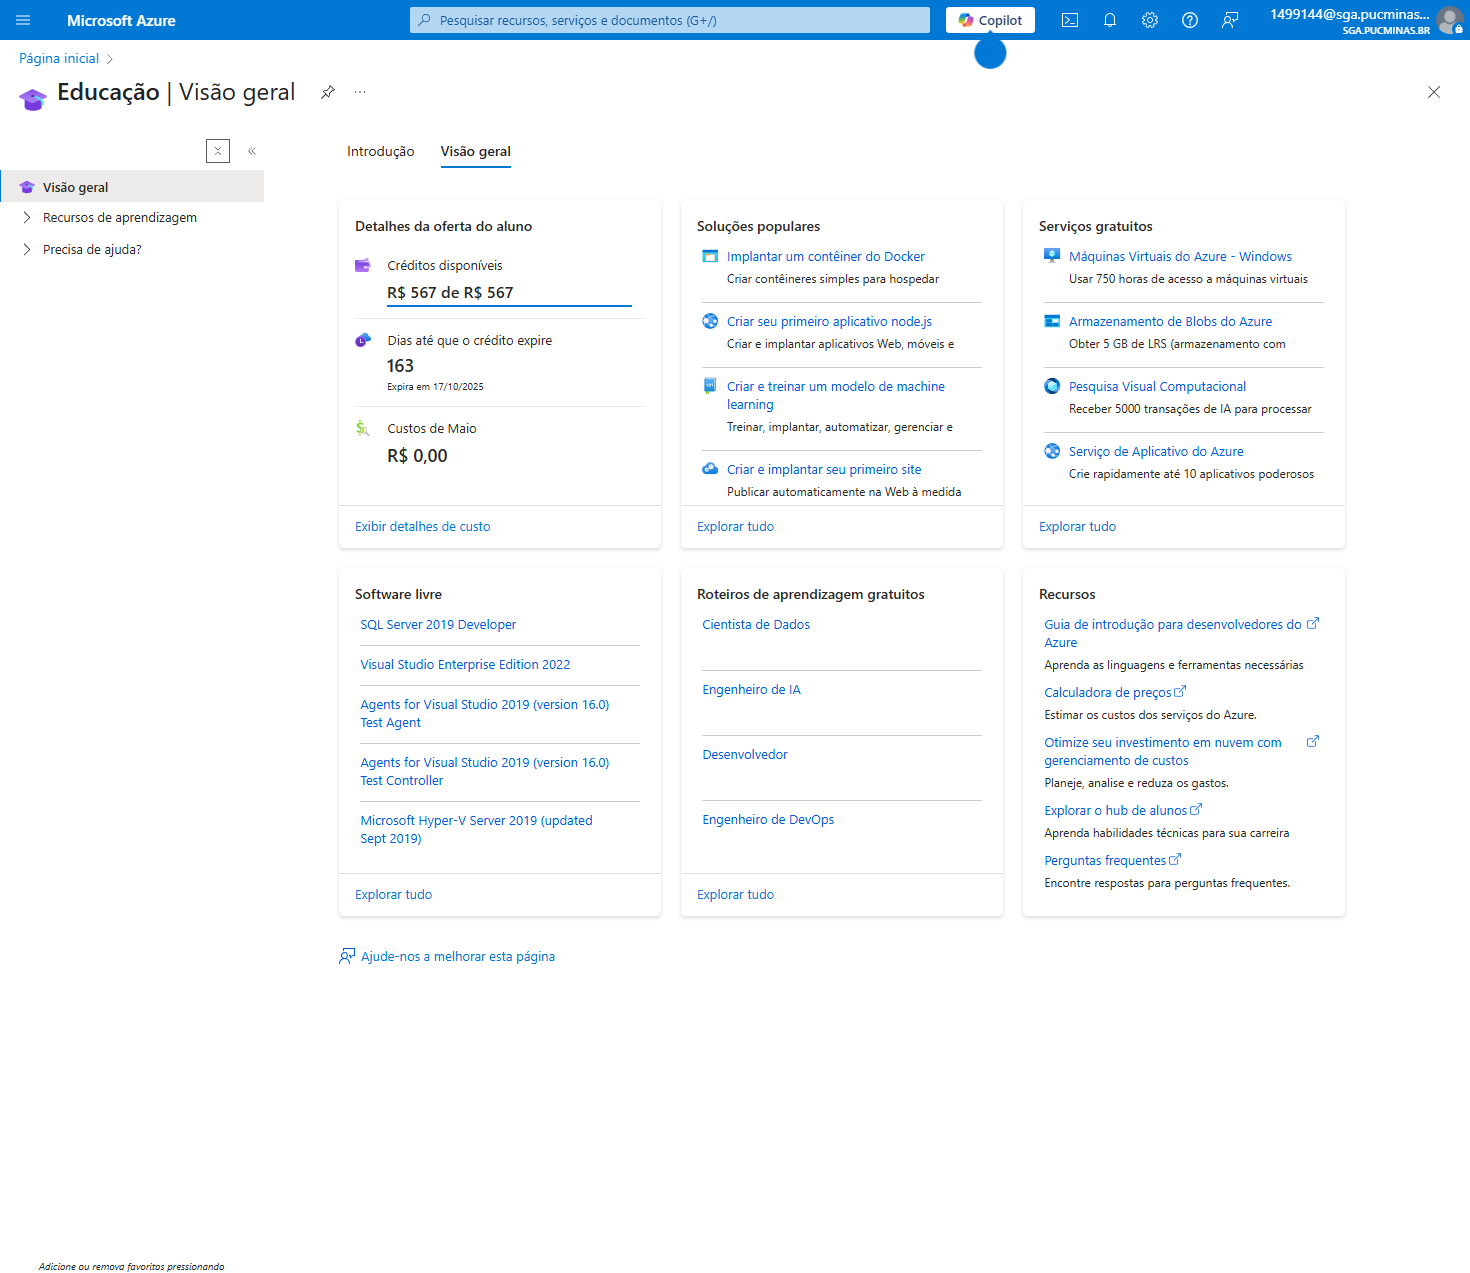 Microsoft Azure
Pesquisar recursos, serviços e documentos (G+/)
Copilot
1499144@sga.pucminas...
SGA.PUCMINAS.BR
Página inicial
Educação | Visão geral
Visão geral
Recursos de aprendizagem
Precisa de ajuda?
Introdução
Visão geral
Detalhes da oferta do aluno
Créditos disponíveis
R$ 567 de R$ 567
Dias até que o crédito expire
163
Expira em 17/10/2025
Custos de Maio
R$ 0,00
Exibir detalhes de custo
Soluções populares
Implantar um contêiner do Docker
Criar contêineres simples para hospedar
Criar seu primeiro aplicativo node.js
Criar e implantar aplicativos Web, móveis e
Criar e treinar um modelo de machine
learning
Treinar, implantar, automatizar, gerenciar e
Criar e implantar seu primeiro site
Publicar automaticamente na Web à medida
Explorar tudo
Serviços gratuitos
Máquinas Virtuais do Azure - Windows
Usar 750 horas de acesso a máquinas virtuais
Armazenamento de Blobs do Azure
Obter 5 GB de LRS (armazenamento com
Pesquisa Visual Computacional
Receber 5000 transações de IA para processar
Serviço de Aplicativo do Azure
Crie rapidamente até 10 aplicativos poderosos
Explorar tudo
Software livre
SQL Server 2019 Developer
Visual Studio Enterprise Edition 2022
Agents for Visual Studio 2019 (version 16.0)
Test Agent
Agents for Visual Studio 2019 (version 16.0)
Test Controller
Microsoft Hyper-V Server 2019 (updated
Sept 2019)
Explorar tudo
Roteiros de aprendizagem gratuitos
Cientista de Dados
Engenheiro de IA
Desenvolvedor
Engenheiro de DevOps
Explorar tudo
Recursos
Guia de introdução para desenvolvedores do
Azure
Aprenda as linguagens e ferramentas necessárias
Calculadora de preços
Estimar os custos dos serviços do Azure.
Otimize seu investimento em nuvem com
gerenciamento de custos
Planeje, analise e reduza os gastos.
Explorar o hub de alunos
Aprenda habilidades técnicas para sua carreira
Perguntas frequentes
Encontre respostas para perguntas frequentes.
Ajude-nos a melhorar esta página
Adicione ou remova favoritos pressionando